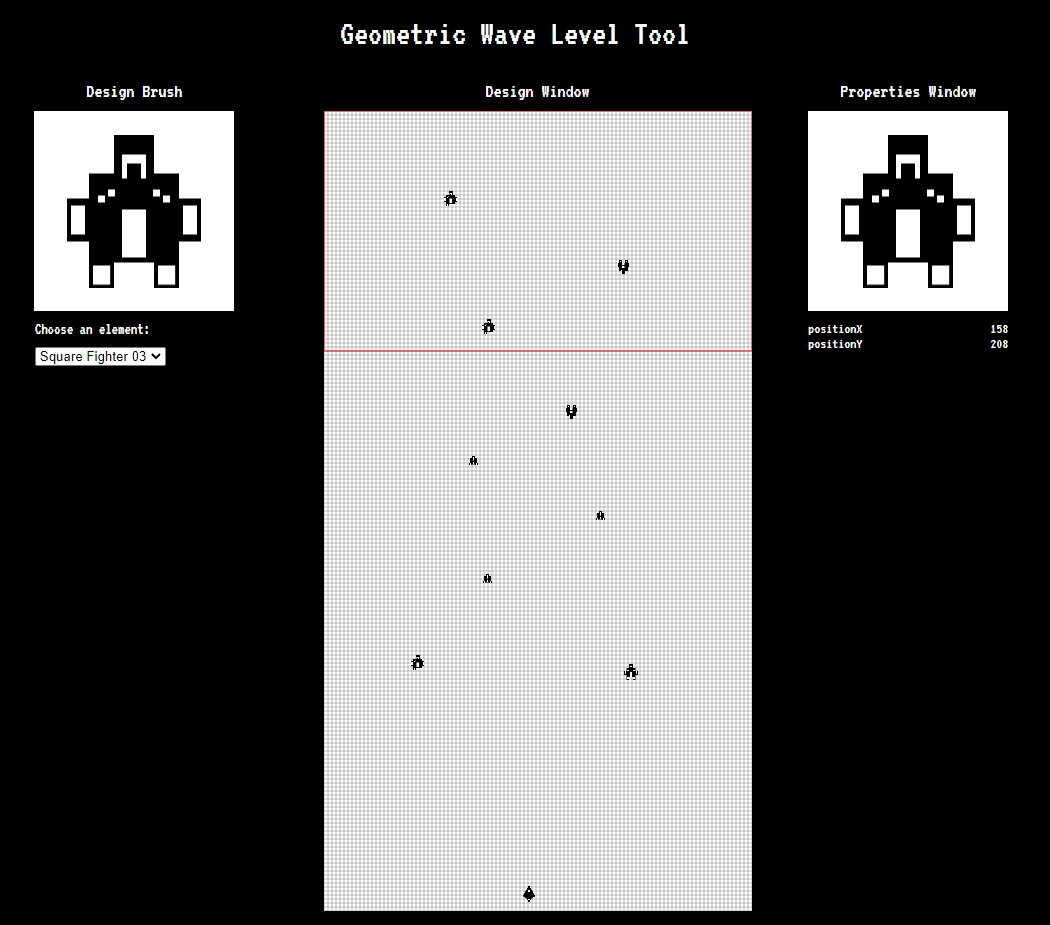 Geometric Wave Level Tool
Design Brush
Design Window
Properties Window
Choose an element:
Square Fighter 03
positionX 158
positionY 208